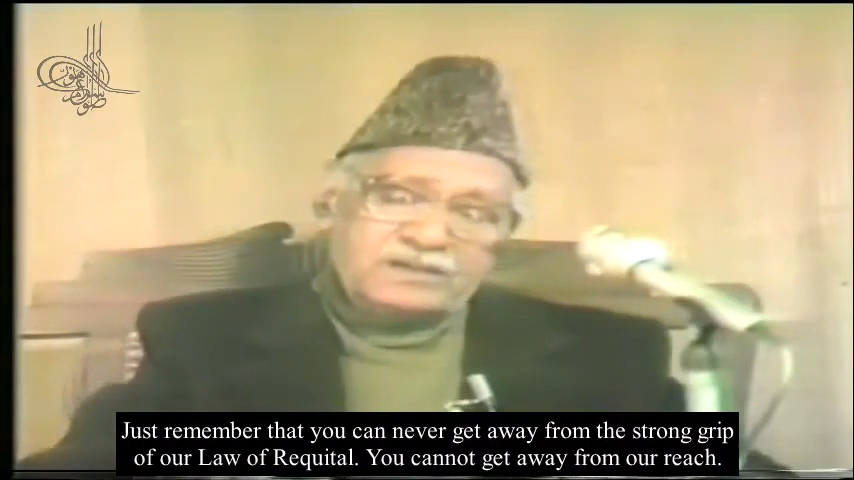 Just remember that you can never get away from the strong grip
of our Law of Requital. You cannot get away from our reach.